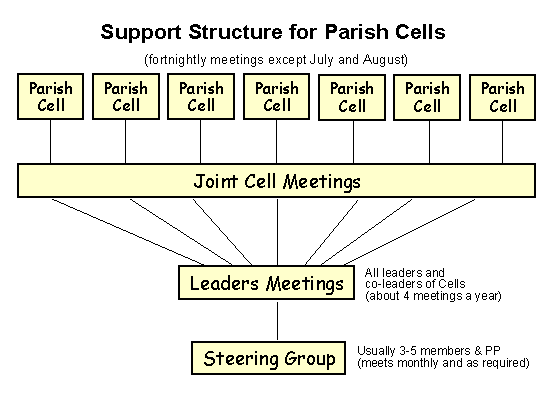 Support Structure for Parish Cells
(fortnightly meetings except July and August)
Parish Cell
Parish Cell
Parish Cell
Parish Cell
Parish Cell
Parish Cell
Parish Cell
Joint Cell Meetings
Leaders Meetings
All leaders and
co-leaders of Cells
(about 4 meetings a year)
Steering Group
Usually 3-5 members & PP
(meets monthly and as required)